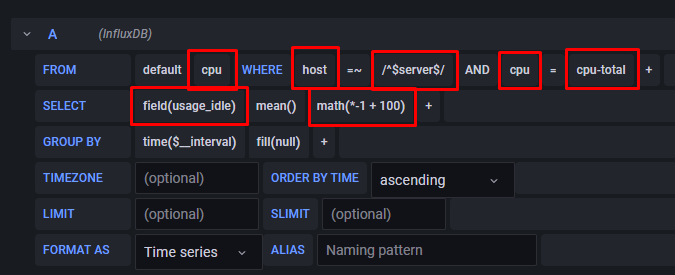 A (InfluxDB)
FROM default cpu WHERE host =~ /^$server$/ AND cpu = cpu-total +
SELECT field(usage_idle) mean() math(*-1 + 100) +
GROUP BY time($__interval) fill(null) +
TIMEZONE (optional) ORDER BY TIME ascending
LIMIT (optional) SLIMIT (optional)
FORMAT AS Time series ALIAS Naming pattern